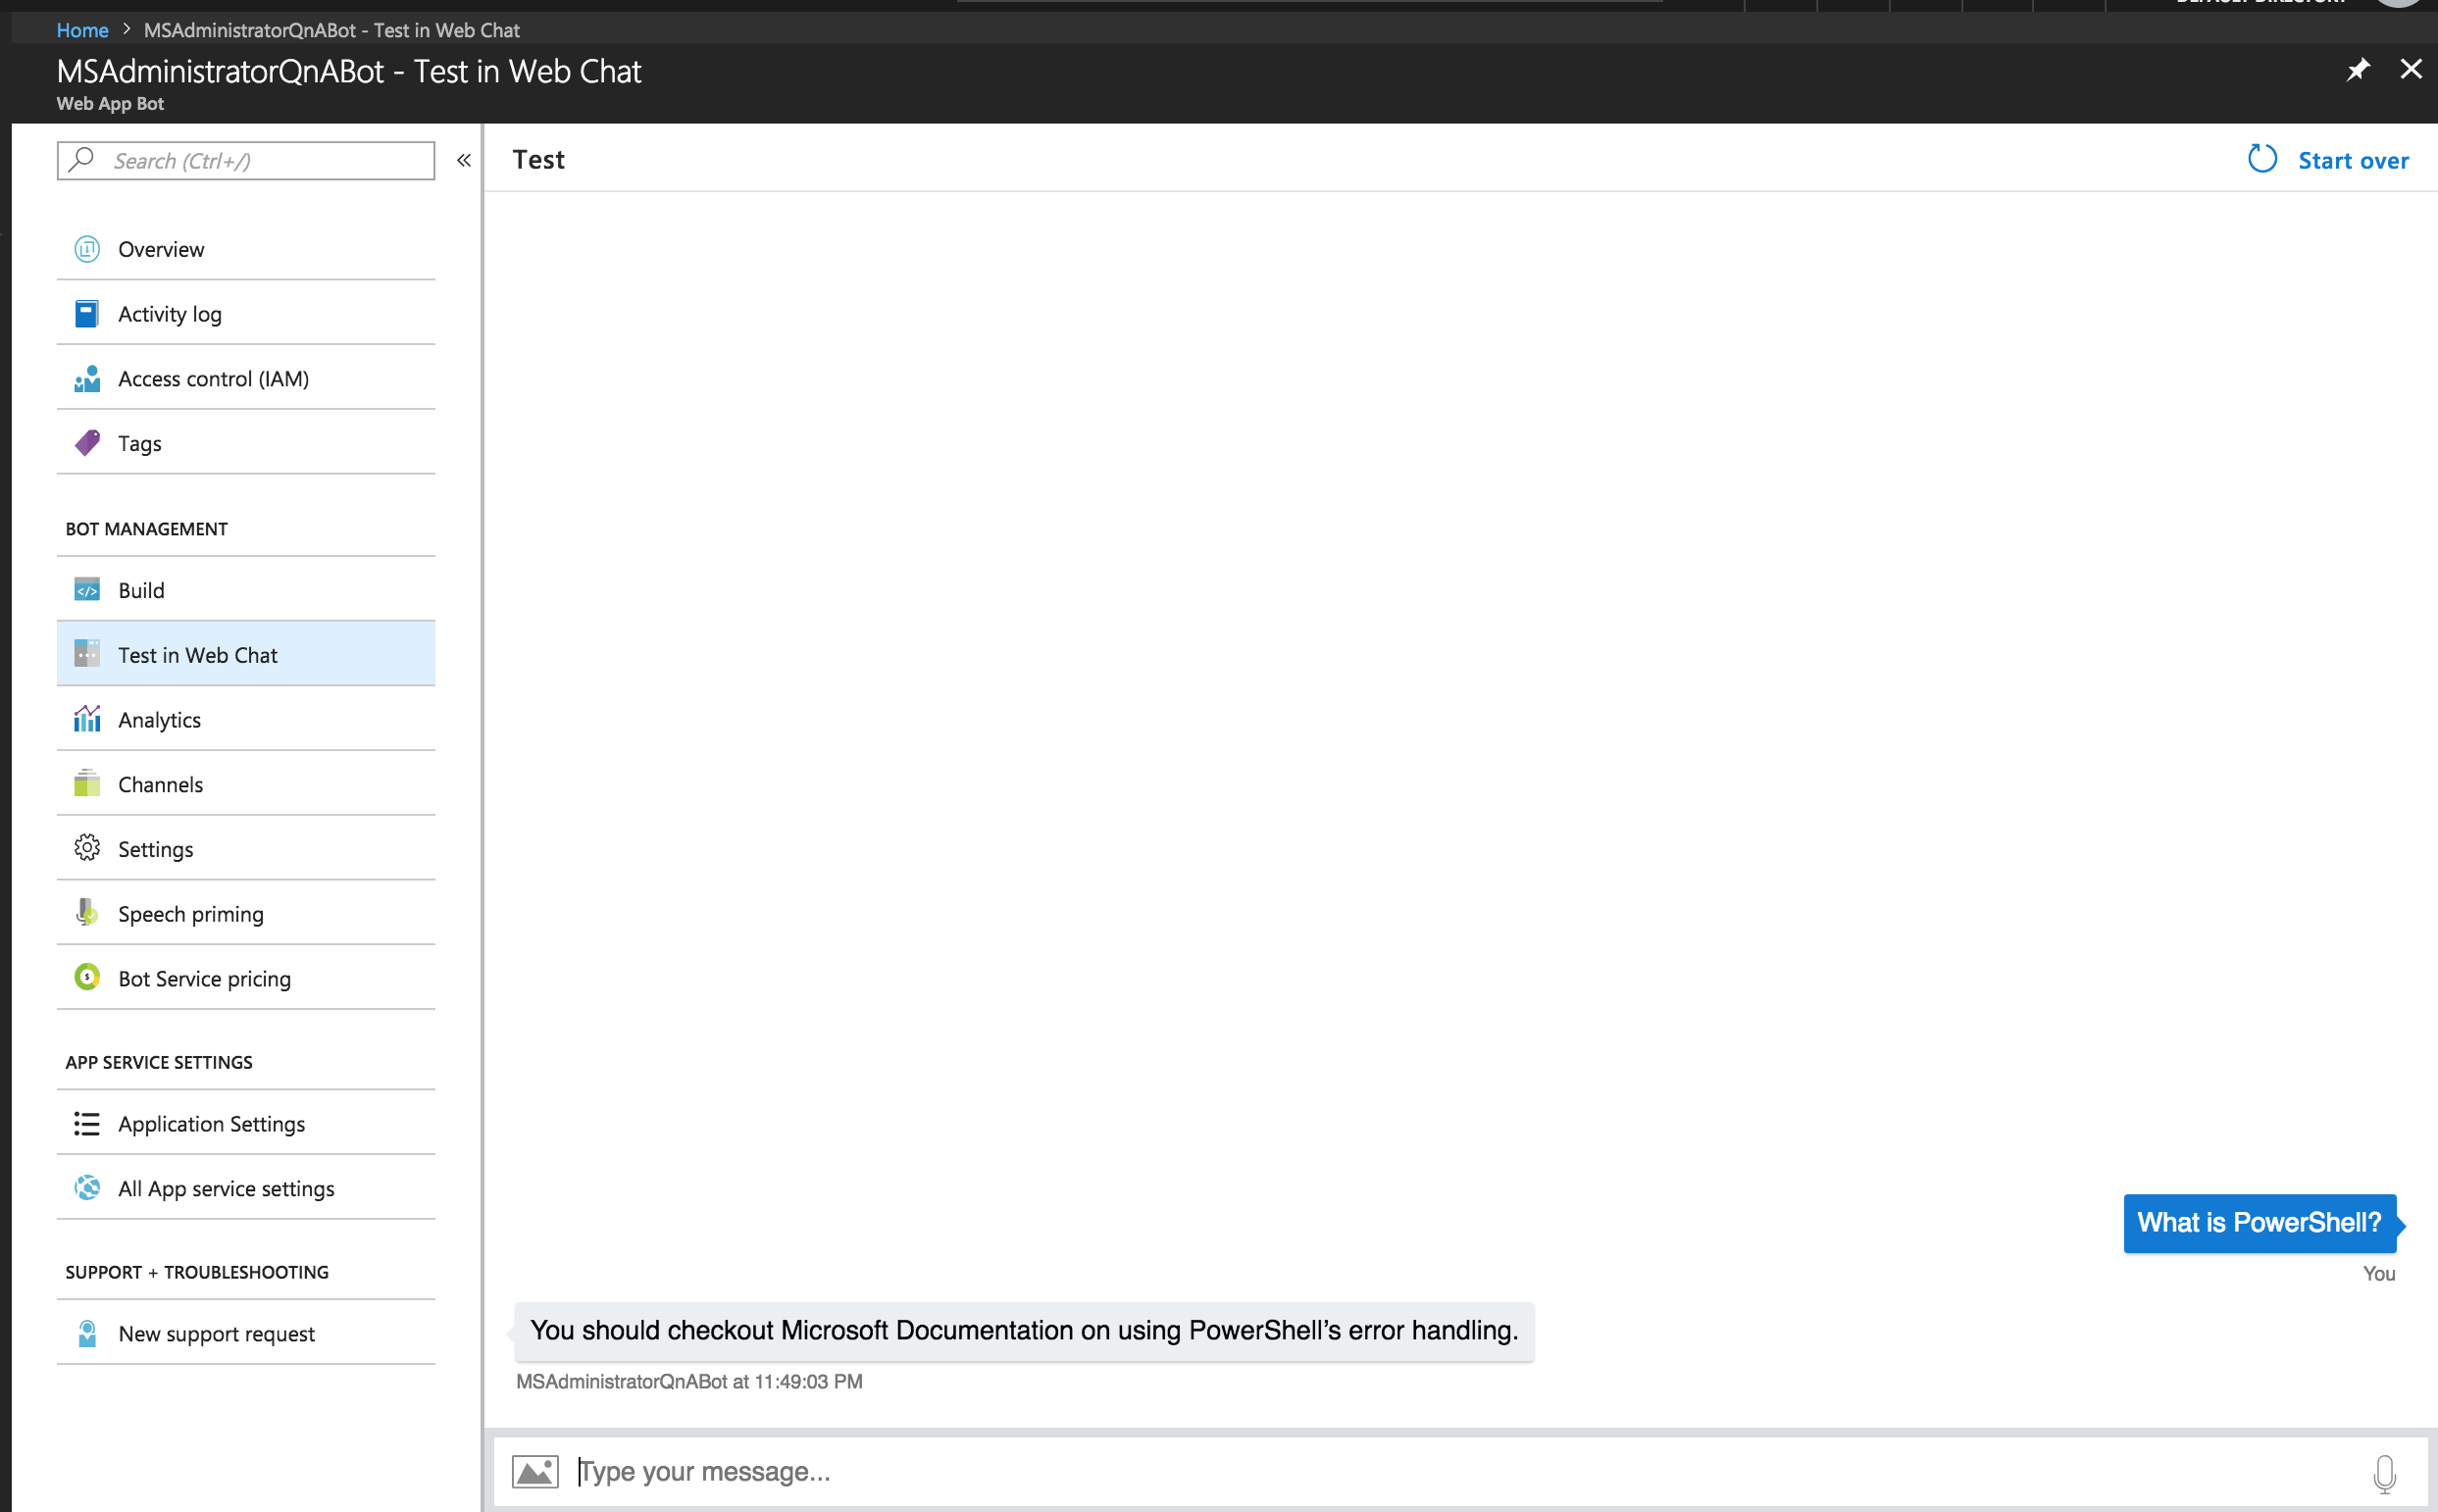 DEFAULT DIRECTORY
Home > MSAdministratorQnABot - Test in Web Chat
MSAdministratorQnABot - Test in Web Chat
Web App Bot
Search (Ctrl+/)
«
Test
Start over
Overview
Activity log
Access control (IAM)
Tags
BOT MANAGEMENT
Build
Test in Web Chat
Analytics
Channels
Settings
Speech priming
Bot Service pricing
APP SERVICE SETTINGS
Application Settings
All App service settings
SUPPORT + TROUBLESHOOTING
New support request
What is PowerShell?
You
You should checkout Microsoft Documentation on using PowerShell’s error handling.
MSAdministratorQnABot at 11:49:03 PM
Type your message...